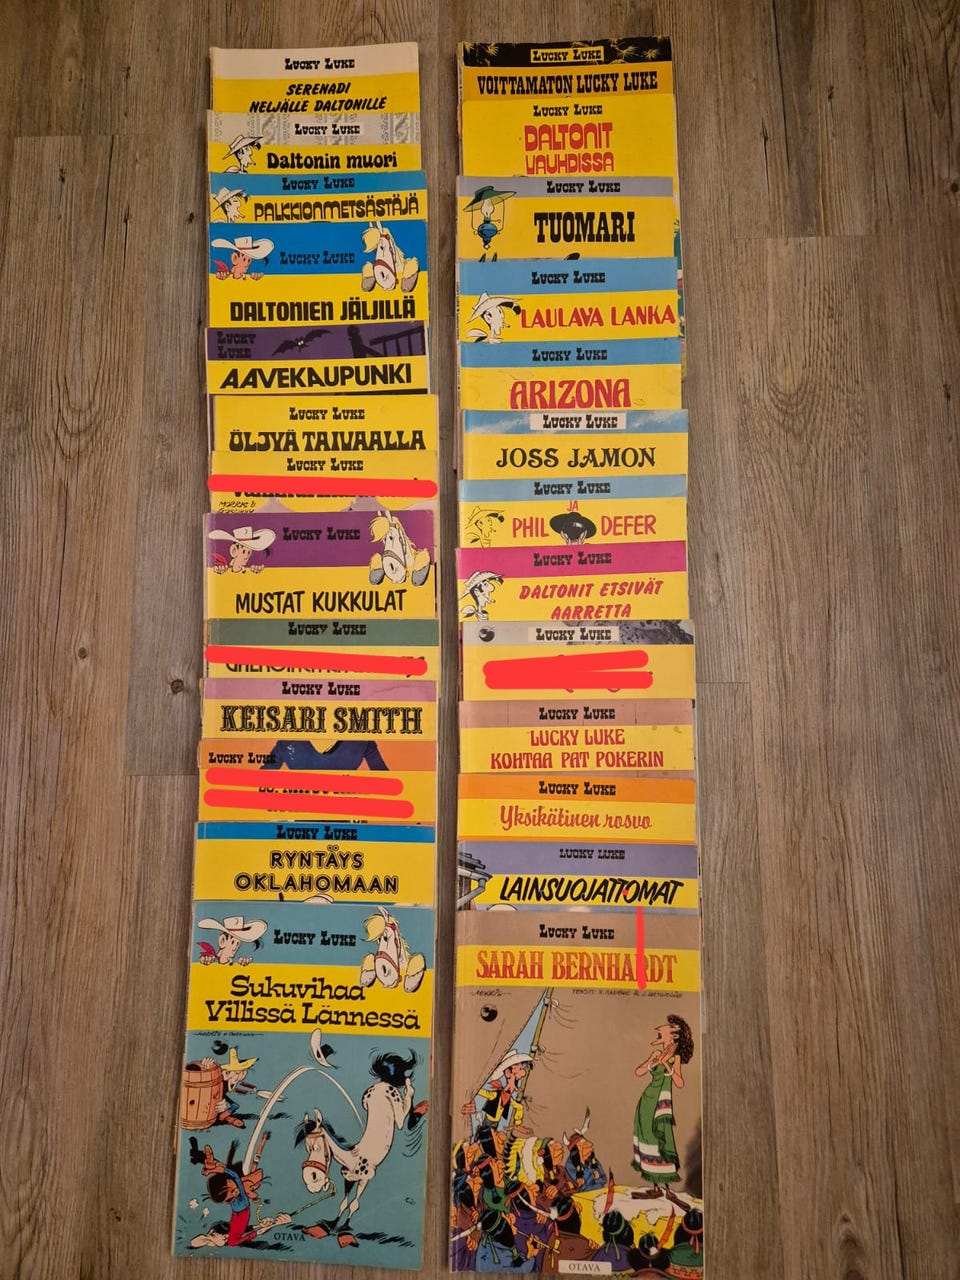 LUCKY LUKE
SERENADI
NELJÄLLE DALTONILLE
LUCKY LUKE
Daltonin muori
LUCKY LUKE
PALKKIONMETSÄSTÄJÄ
LUCKY LUKE
DALTONIEN JÄLJILLÄ
LUCKY
LUKE
AAVEKAUPUNKI
LUCKY LUKE
ÖLJYÄ TAIVAALLA
LUCKY LUKE
MORRIS &
LUCKY LUKE
MUSTAT KUKKULAT
LUCKY LUKE
LUCKY LUKE
KEISARI SMITH
LUCKY LUKE
LUCKY LUKE
RYNTÄYS
OKLAHOMAAN
LUCKY LUKE
Sukuvihaa
Villissä Lännessä
OTAVA
LUCKY LUKE
VOITTAMATON LUCKY LUKE
LUCKY LUKE
DALTONIT
VAUHDISSA
LUCKY LUKE
TUOMARI
LUCKY LUKE
LAULAVA LANKA
LUCKY LUKE
ARIZONA
LUCKY LUKE
JOSS JAMON
LUCKY LUKE
JA
PHIL DEFER
LUCKY LUKE
DALTONIT ETSIVÄT
AARRETTA
LUCKY LUKE
LUCKY LUKE
LUCKY LUKE
KOHTAA PAT POKERIN
LUCKY LUKE
Yksikätinen rosvo
LUCKY LUKE
LAINSUOJATTOMAT
LUCKY LUKE
SARAH BERNHARDT
OTAVA